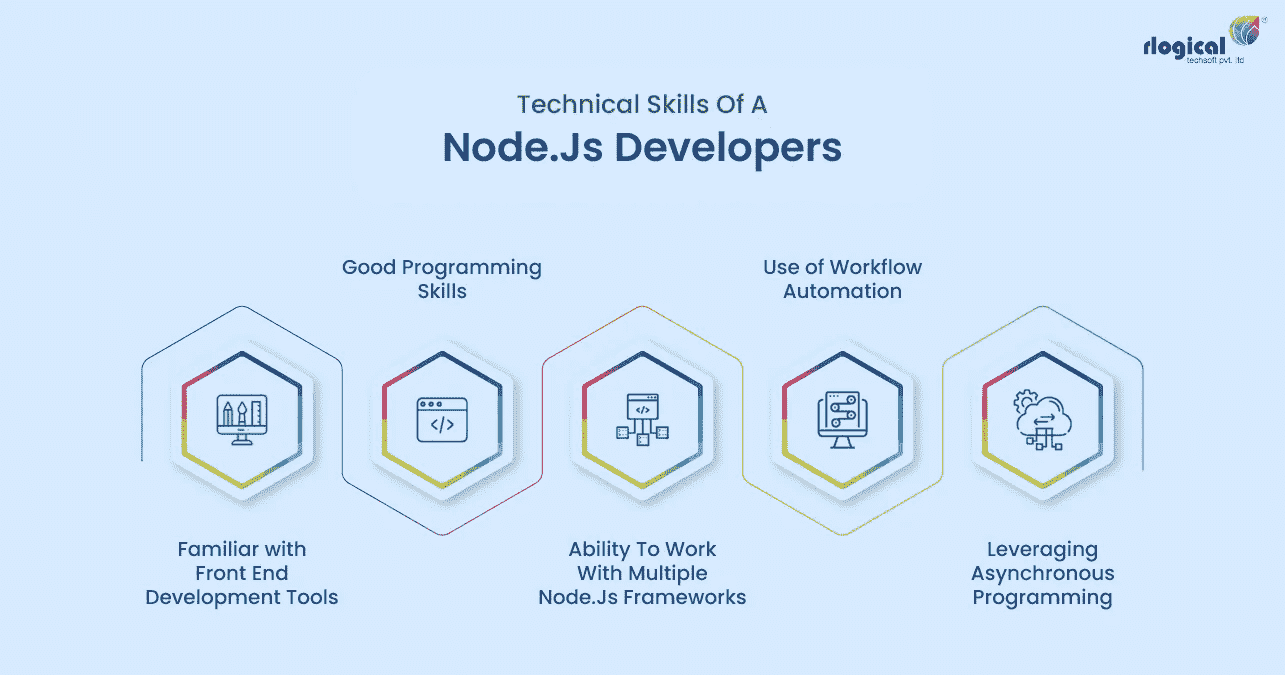 rlogical
techsoft pvt. ltd
Technical Skills Of A
Node.Js Developers
Good Programming
Skills
Use of Workflow
Automation
Familiar with
Front End
Development Tools
Ability To Work
With Multiple
Node.Js Frameworks
Leveraging
Asynchronous
Programming